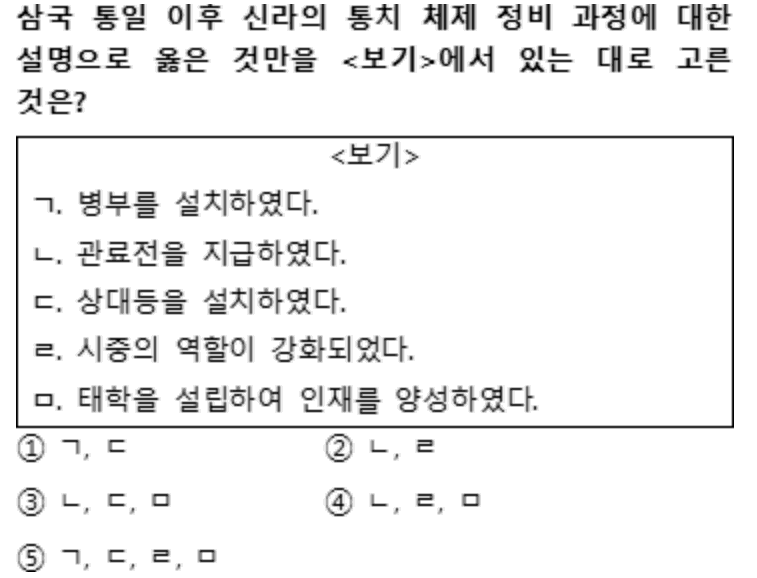 삼국 통일 이후 신라의 통치 체제 정비 과정에 대한
설명으로 옳은 것만을 <보기>에서 있는 대로 고른
것은?
<보기>
ㄱ. 병부를 설치하였다.
ㄴ. 관료전을 지급하였다.
ㄷ. 상대등을 설치하였다.
ㄹ. 시중의 역할이 강화되었다.
ㅁ. 태학을 설립하여 인재를 양성하였다.
① ㄱ, ㄷ ② ㄴ, ㄹ
③ ㄴ, ㄷ, ㅁ ④ ㄴ, ㄹ, ㅁ
⑤ ㄱ, ㄷ, ㄹ, ㅁ